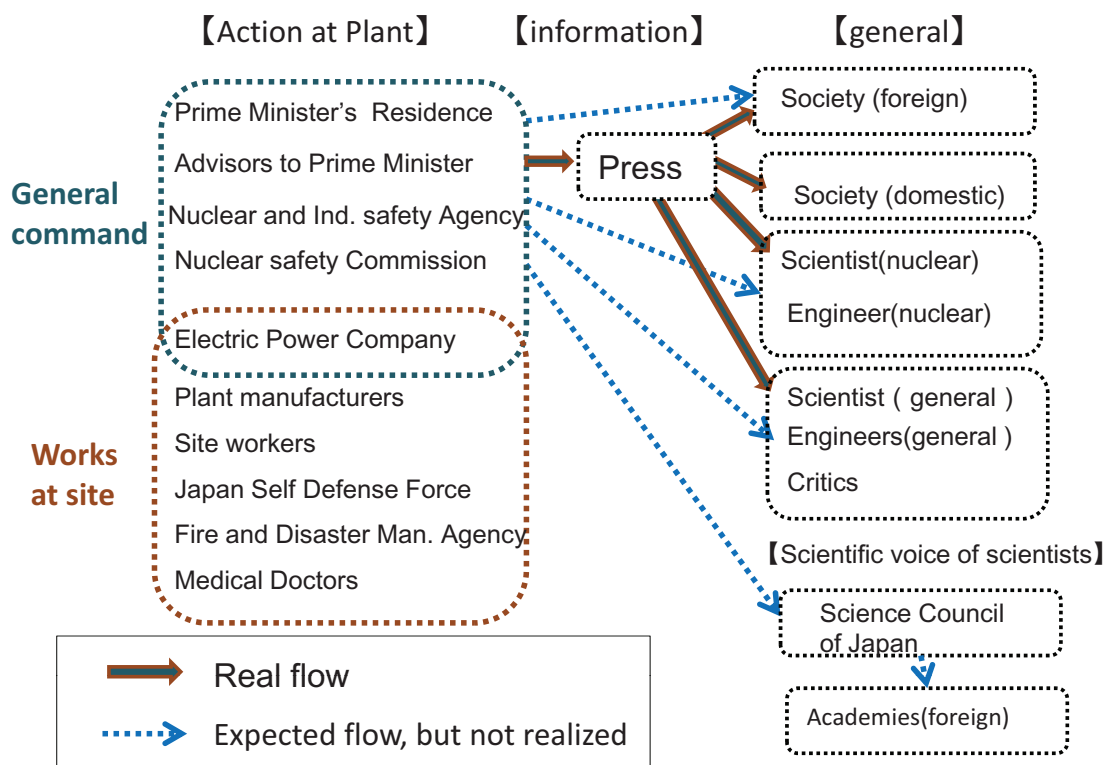 【Action at Plant】
【information】
【general】
General
command
Prime Minister's  Residence
Advisors to Prime Minister
Nuclear and Ind. safety Agency
Nuclear safety Commission
Electric Power Company
Works
at site
Plant manufacturers
Site workers
Japan Self Defense Force
Fire and Disaster Man. Agency
Medical Doctors
Press
Society (foreign)
Society (domestic)
Scientist(nuclear)
Engineer(nuclear)
Scientist ( general )
Engineers(general )
Critics
【Scientific voice of scientists】
Science Council
of Japan
Academies(foreign)
Real flow
Expected flow, but not realized